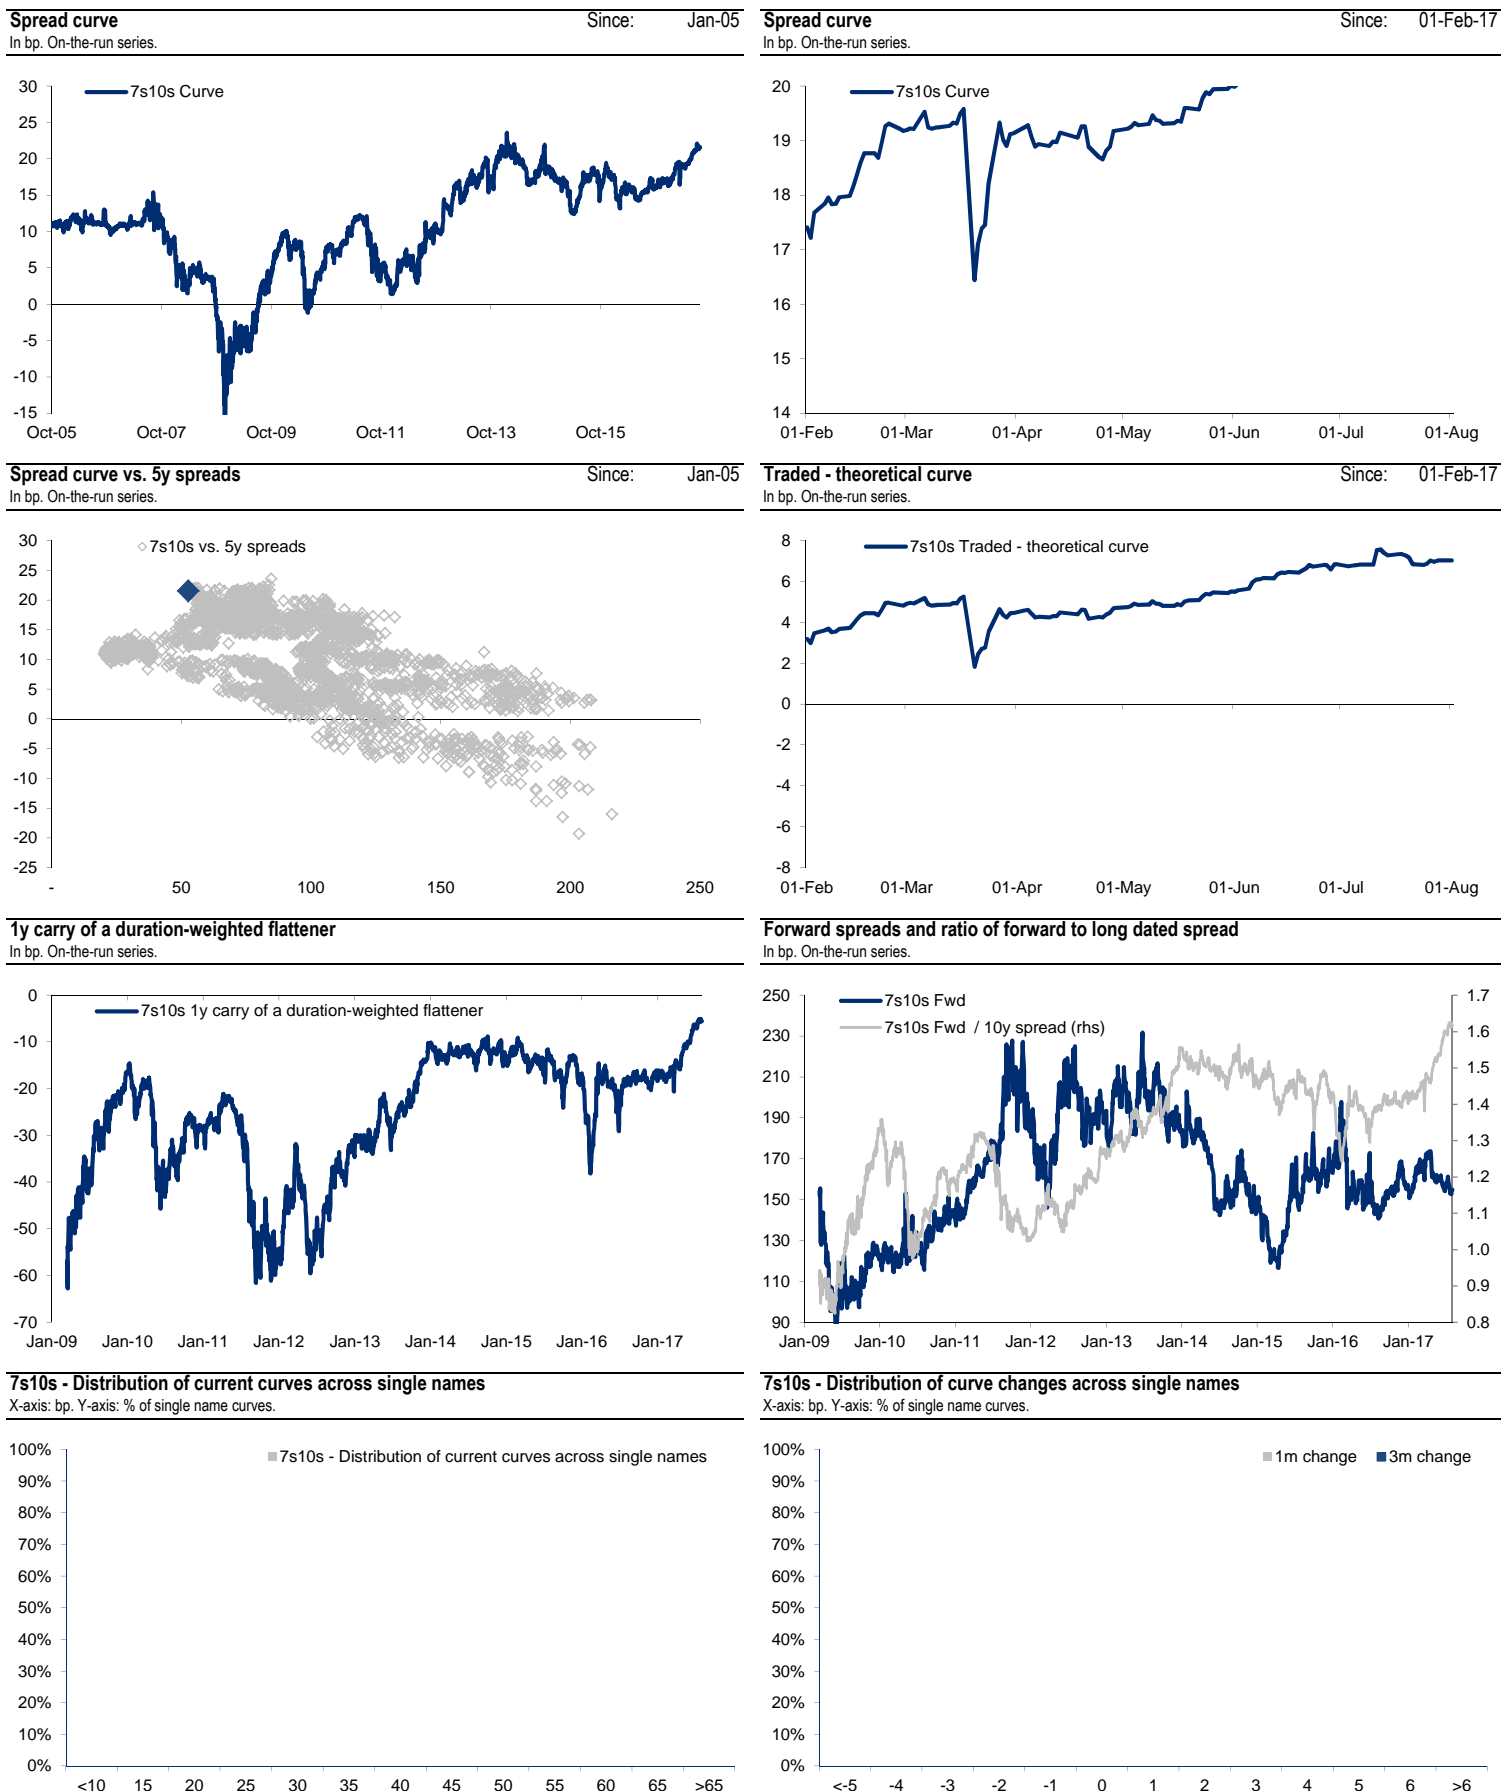 Spread curve Since: Jan-05
In bp. On-the-run series.
7s10s Curve
30
25
20
15
10
5
0
-5
-10
-15
Oct-05 Oct-07 Oct-09 Oct-11 Oct-13 Oct-15
Spread curve Since: 01-Feb-17
In bp. On-the-run series.
7s10s Curve
20
19
18
17
16
15
14
01-Feb 01-Mar 01-Apr 01-May 01-Jun 01-Jul 01-Aug
Spread curve vs. 5y spreads Since: Jan-05
In bp. On-the-run series.
7s10s vs. 5y spreads
30
25
20
15
10
5
0
-5
-10
-15
-20
-25
- 50 100 150 200 250
Traded - theoretical curve Since: 01-Feb-17
In bp. On-the-run series.
7s10s Traded - theoretical curve
8
6
4
2
0
-2
-4
-6
-8
01-Feb 01-Mar 01-Apr 01-May 01-Jun 01-Jul 01-Aug
1y carry of a duration-weighted flattener
In bp. On-the-run series.
7s10s 1y carry of a duration-weighted flattener
0
-10
-20
-30
-40
-50
-60
-70
Jan-09 Jan-10 Jan-11 Jan-12 Jan-13 Jan-14 Jan-15 Jan-16 Jan-17
Forward spreads and ratio of forward to long dated spread
In bp. On-the-run series.
7s10s Fwd
7s10s Fwd / 10y spread (rhs)
250 1.7
230 1.6
210 1.5
190 1.4
170 1.3
150 1.2
130 1.1
110 1.0
90 0.9
0.8
Jan-09 Jan-10 Jan-11 Jan-12 Jan-13 Jan-14 Jan-15 Jan-16 Jan-17
7s10s - Distribution of current curves across single names
X-axis: bp. Y-axis: % of single name curves.
7s10s - Distribution of current curves across single names
100%
90%
80%
70%
60%
50%
40%
30%
20%
10%
0%
<10 15 20 25 30 35 40 45 50 55 60 65 >65
7s10s - Distribution of curve changes across single names
X-axis: bp. Y-axis: % of single name curves.
1m change 3m change
100%
90%
80%
70%
60%
50%
40%
30%
20%
10%
0%
<-5 -4 -3 -2 -1 0 1 2 3 4 5 6 >6